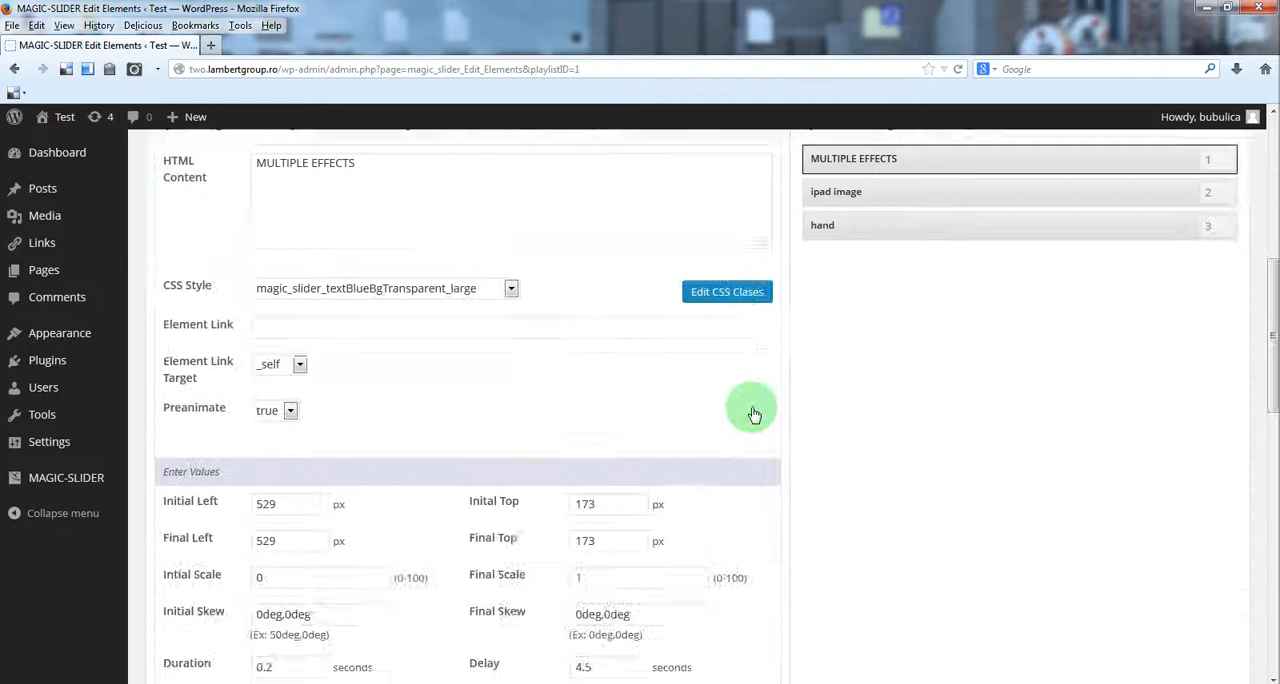 MAGIC-SLIDER Edit Elements ‹ Test — WordPress - Mozilla Firefox
File Edit View History Delicious Bookmarks Tools Help
MAGIC-SLIDER Edit Elements ‹ Test — W...
two.lambertgroup.ro/wp-admin/admin.php?page=magic_slider_Edit_Elements&playlistID=1
Google
Test 4 0 New Howdy, bubulica
Dashboard
Posts
Media
Links
Pages
Comments
Appearance
Plugins
Users
Tools
Settings
MAGIC-SLIDER
Collapse menu
HTML Content MULTIPLE EFFECTS
CSS Style magic_slider_textBlueBgTransparent_large Edit CSS Clases
Element Link
Element Link Target _self
Preanimate true
Enter Values
Initial Left 529 px Inital Top 173 px
Final Left 529 px Final Top 173 px
Intial Scale 0 (0-100) Final Scale 1 (0-100)
Initial Skew 0deg,0deg Final Skew 0deg,0deg
(Ex: 50deg,0deg) (Ex: 0deg,0deg)
Duration 0.2 seconds Delay 4.5 seconds
MULTIPLE EFFECTS 1
ipad image 2
hand 3